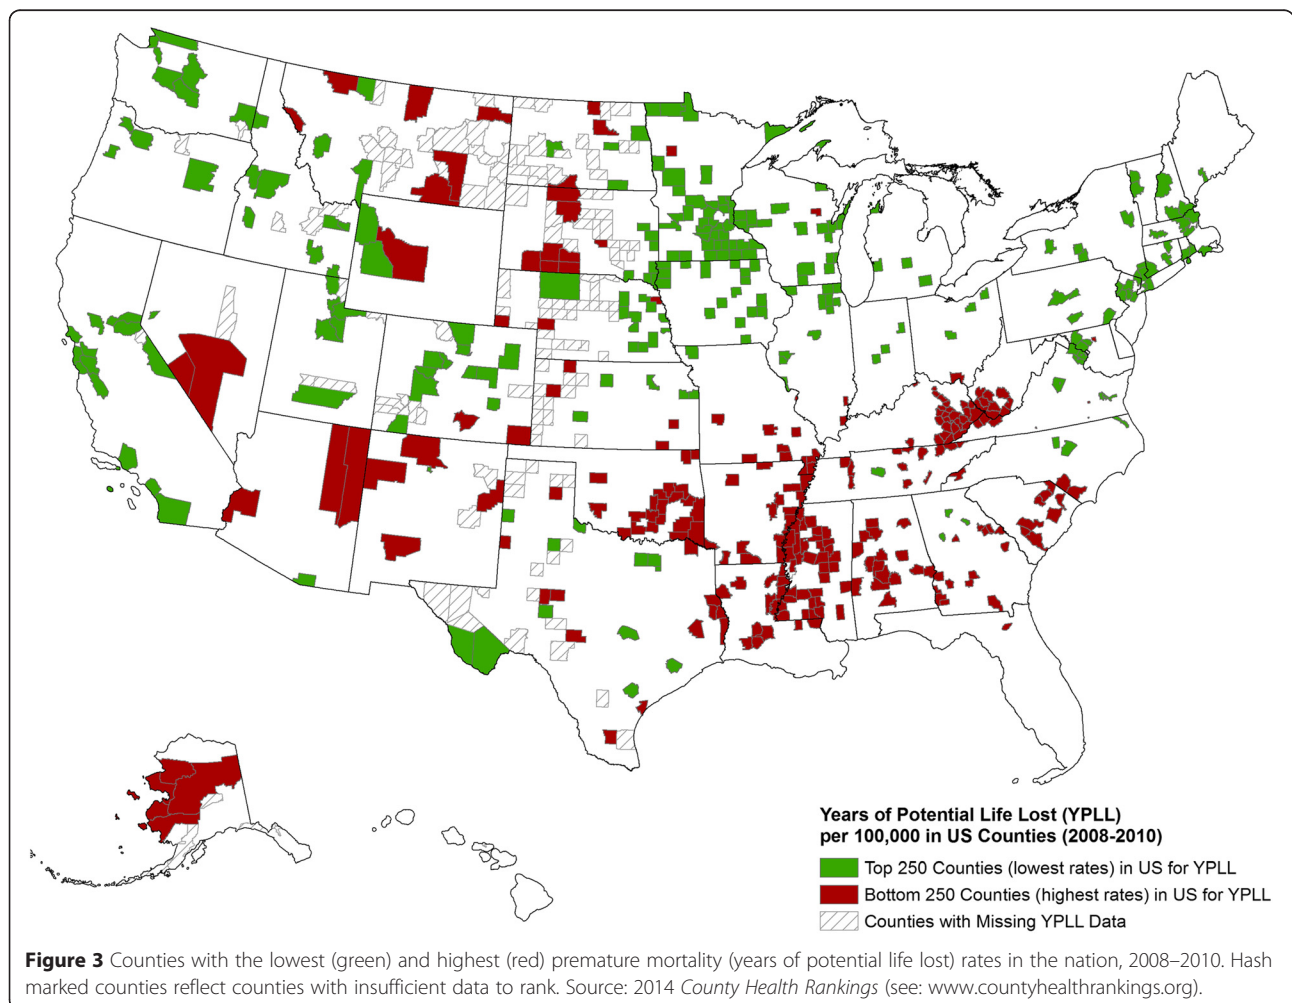 Years of Potential Life Lost (YPLL)
per 100,000 in US Counties (2008-2010)
Top 250 Counties (lowest rates) in US for YPLL
Bottom 250 Counties (highest rates) in US for YPLL
Counties with Missing YPLL Data
Figure 3 Counties with the lowest (green) and highest (red) premature mortality (years of potential life lost) rates in the nation, 2008–2010. Hash
marked counties reflect counties with insufficient data to rank. Source: 2014 County Health Rankings (see: www.countyhealthrankings.org).